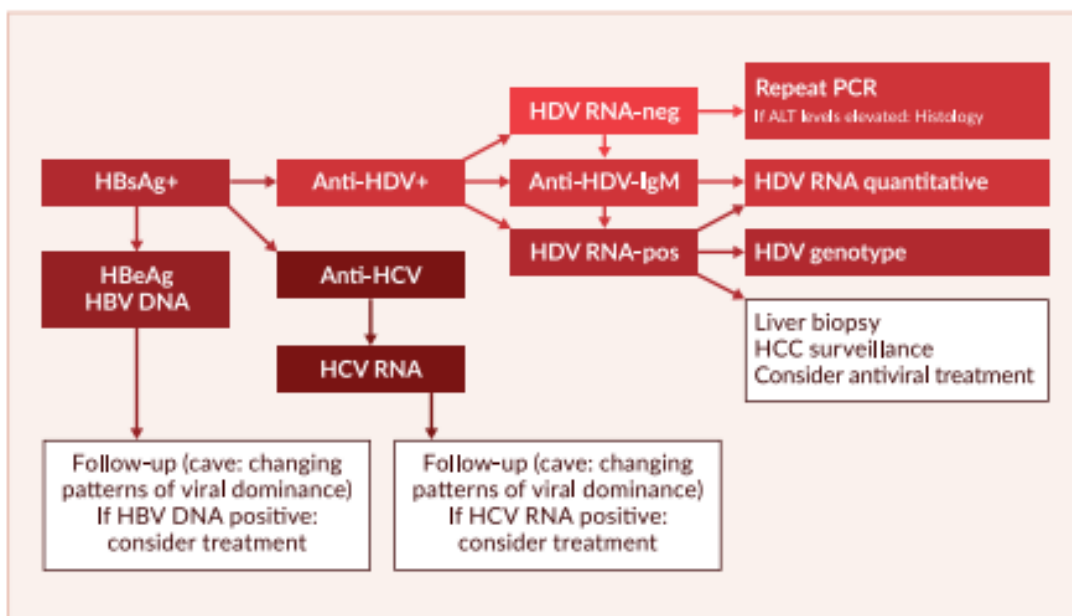 HDV RNA-neg
Repeat PCR
If ALT levels elevated: Histology
HBsAg+
Anti-HDV+
Anti-HDV-IgM
HDV RNA quantitative
HDV RNA-pos
HDV genotype
HBeAg
HBV DNA
Anti-HCV
Liver biopsy
HCC surveillance
Consider antiviral treatment
HCV RNA
Follow-up (cave: changing
patterns of viral dominance)
If HBV DNA positive:
consider treatment
Follow-up (cave: changing
patterns of viral dominance)
If HCV RNA positive:
consider treatment